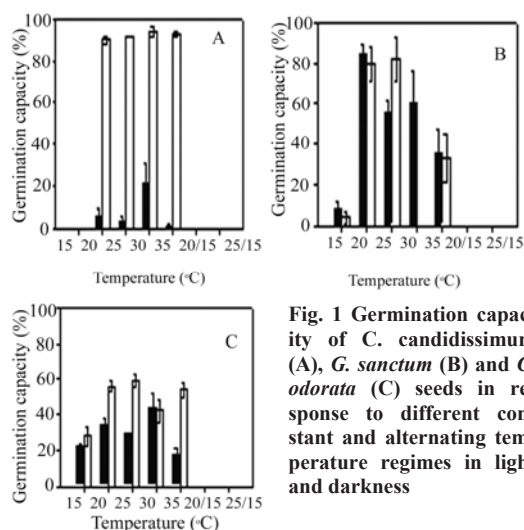 100
80
60
40
20
0
Germination capacity (%)
A
15 20 25 30 35 20/15 25/15
Temperature (°C)
100
80
60
40
20
0
Germination capacity (%)
B
15 20 25 30 35 20/15 25/15
Temperature (°C)
100
80
60
40
20
0
Germination capacity (%)
C
15 20 25 30 35 20/15 25/15
Fig. 1 Germination capac-
ity of C. candidissimum
(A), G. sanctum (B) and C.
odorata (C) seeds in re-
sponse to different con-
stant and alternating tem-
perature regimes in light
and darkness